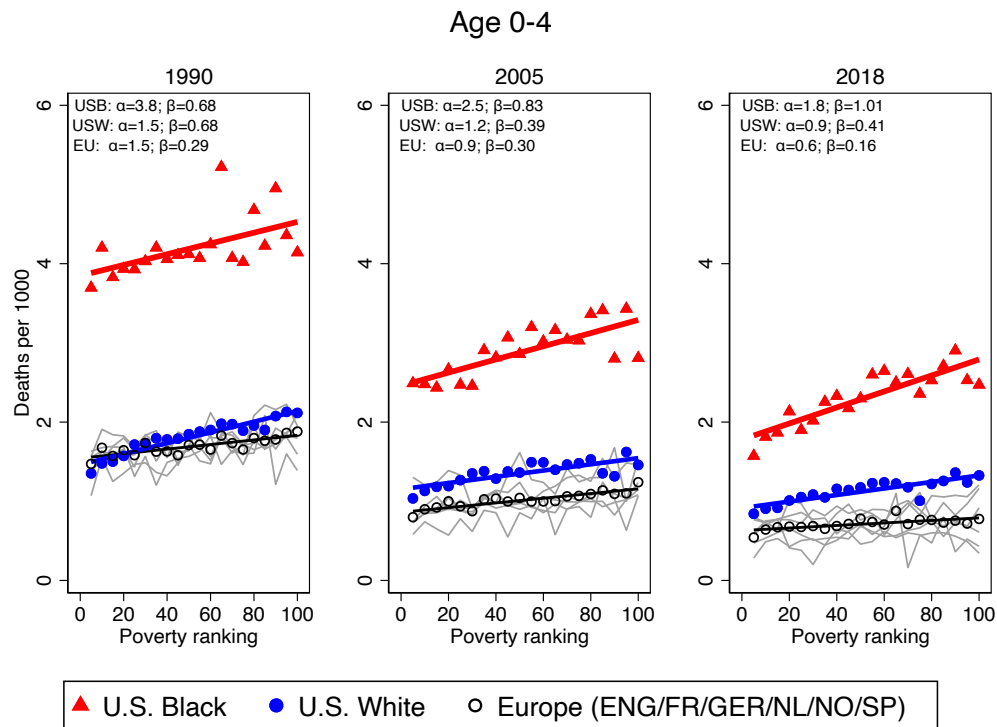 Age 0-4
1990
6
4
2
0
Deaths per 1000
USB: α=3.8; β=0.68
USW: α=1.5; β=0.68
EU: α=1.5; β=0.29
0 20 40 60 80 100
Poverty ranking
2005
6
4
2
0
USB: α=2.5; β=0.83
USW: α=1.2; β=0.39
EU: α=0.9; β=0.30
0 20 40 60 80 100
Poverty ranking
2018
6
4
2
0
USB: α=1.8; β=1.01
USW: α=0.9; β=0.41
EU: α=0.6; β=0.16
0 20 40 60 80 100
Poverty ranking
U.S. Black U.S. White Europe (ENG/FR/GER/NL/NO/SP)